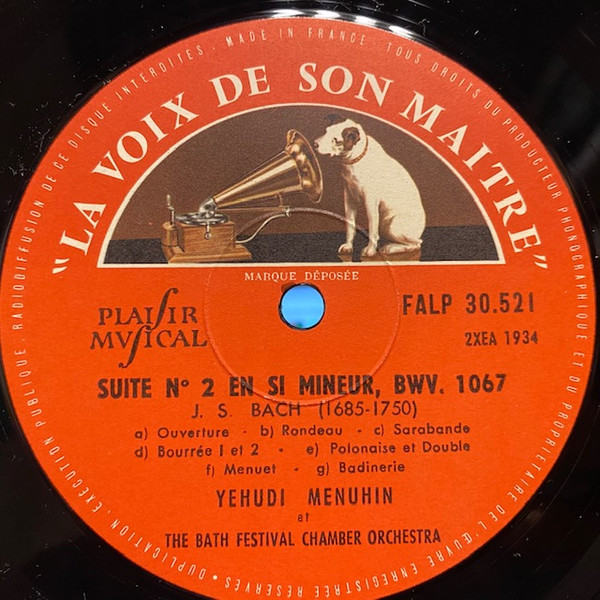 DUPLICATION, EXÉCUTION PUBLIQUE, RADIODIFFUSION DE CE DISQUE INTERDITES · MADE IN FRANCE · TOUS DROITS DU PRODUCTEUR PHONOGRAPHIQUE ET DU PROPRIÉTAIRE DE L'ŒUVRE ENREGISTRÉE RÉSERVÉS ·
"LA VOIX DE SON MAITRE"
MARQUE DÉPOSÉE
PLAISIR
MVSICAL
FALP 30.521
2XEA 1934
SUITE N° 2 EN SI MINEUR, BWV. 1067
J. S. BACH (1685-1750)
a) Ouverture - b) Rondeau - c) Sarabande
d) Bourrée 1 et 2 - e) Polonaise et Double
f) Menuet - g) Badinerie
YEHUDI MENUHIN
et
THE BATH FESTIVAL CHAMBER ORCHESTRA